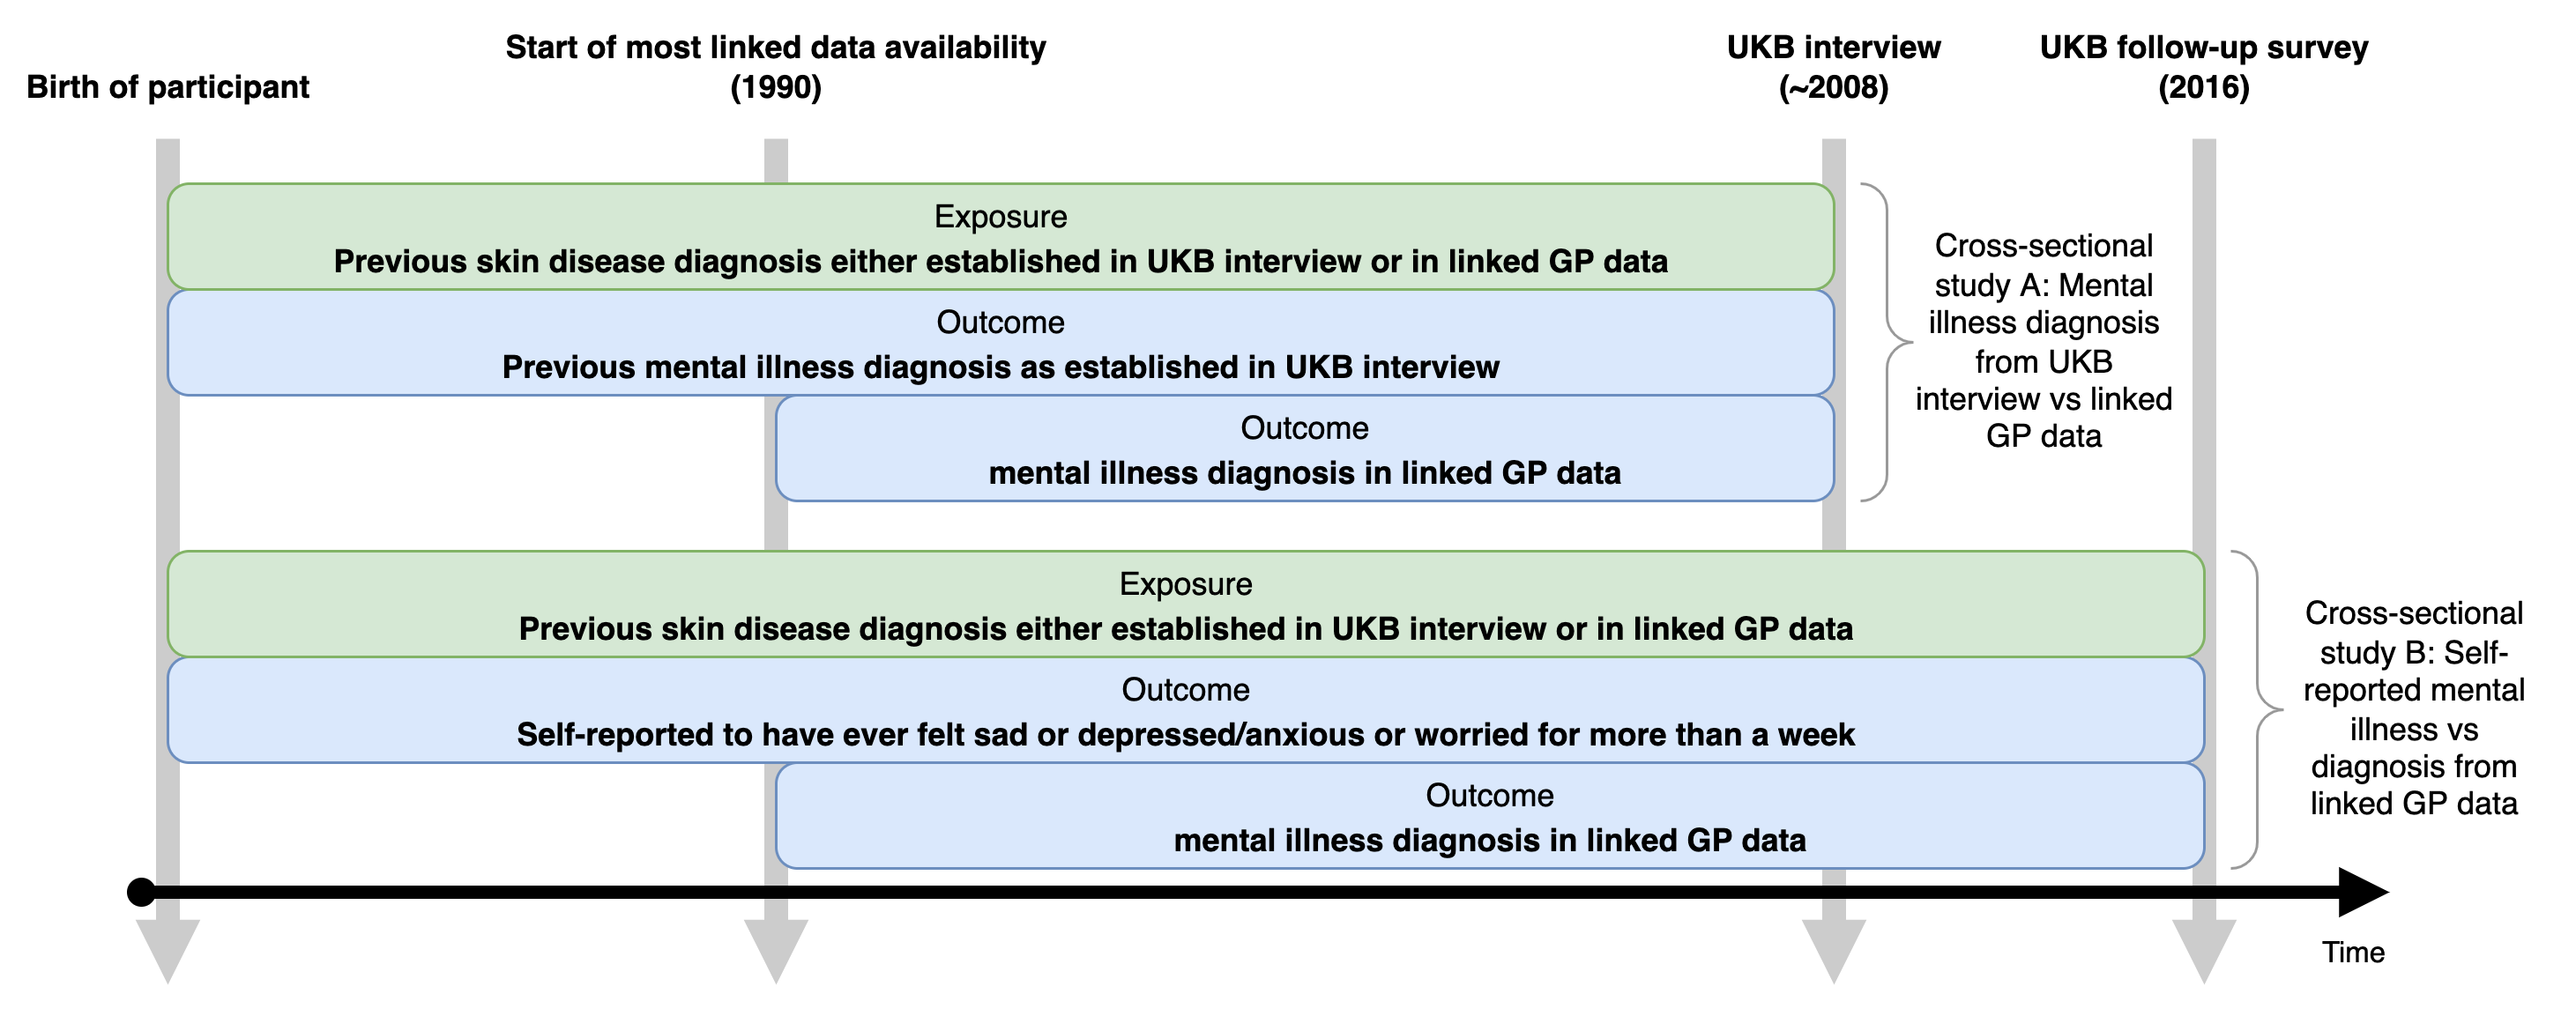 Birth of participant
Start of most linked data availability
(1990)
UKB interview
(~2008)
UKB follow-up survey
(2016)
Exposure
Previous skin disease diagnosis either established in UKB interview or in linked GP data
Outcome
Previous mental illness diagnosis as established in UKB interview
Outcome
mental illness diagnosis in linked GP data
Cross-sectional
study A: Mental
illness diagnosis
from UKB
interview vs linked
GP data
Exposure
Previous skin disease diagnosis either established in UKB interview or in linked GP data
Outcome
Self-reported to have ever felt sad or depressed/anxious or worried for more than a week
Outcome
mental illness diagnosis in linked GP data
Cross-sectional
study B: Self-
reported mental
illness vs
diagnosis from
linked GP data
Time